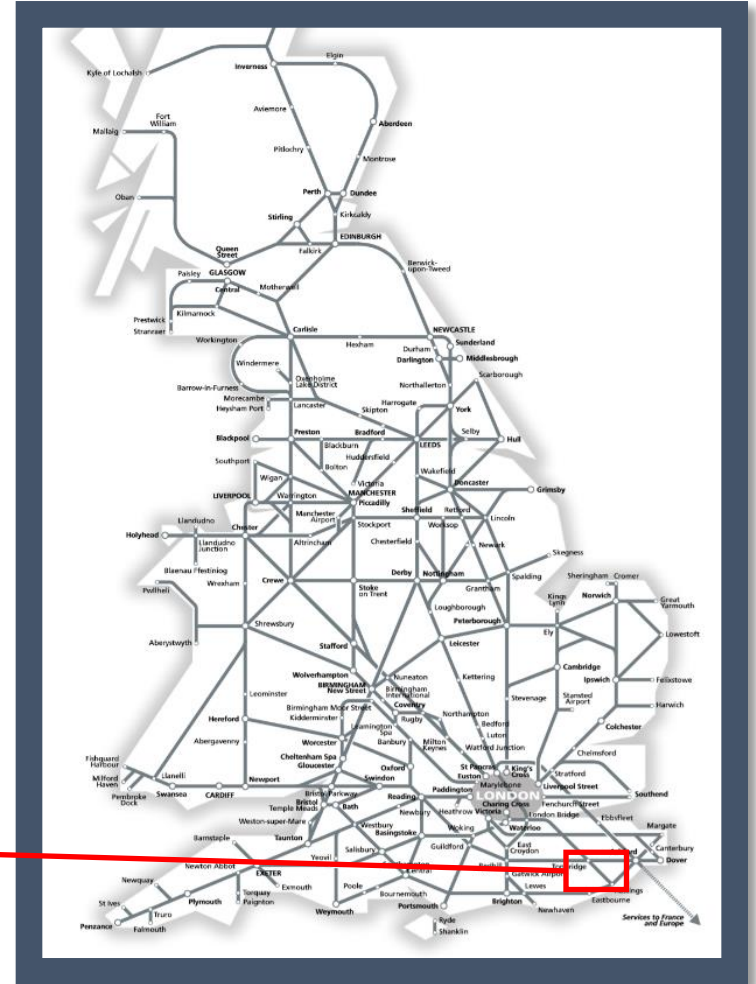 Elgin
Inverness
Kyle of Lochalsh
Aviemore
Fort
William
Aberdeen
Mallaig
Pitlochry
Montrose
Perth
Dundee
Oban
Stirling
Kirkcaldy
EDINBURGH
Queen
Street
Falkirk
Berwick-
upon-Tweed
Paisley
GLASGOW
Central
Motherwell
Prestwick
Kilmarnock
Stranraer
Carlisle
NEWCASTLE
Workington
Hexham
Sunderland
Durham
Windermere
Darlington
Middlesbrough
Oxenholme
Lake District
Scarborough
Barrow-in-Furness
Northallerton
Morecambe
Lancaster
Harrogate
Heysham Port
Skipton
York
Blackpool
Preston
Bradford
Selby
Blackburn
LEEDS
Hull
Huddersfield
Southport
Bolton
Wakefield
Wigan
Victoria
Doncaster
LIVERPOOL
Warrington
MANCHESTER
Piccadilly
Grimsby
Sheffield
Retford
Llandudno
Manchester
Airport
Lincoln
Chester
Stockport
Worksop
Holyhead
Llandudno
Junction
Altrincham
Chesterfield
Newark
Skegness
Blaenau Ffestiniog
Derby
Nottingham
Spalding
Sheringham
Cromer
Pwllheli
Wrexham
Crewe
Stoke
on Trent
Grantham
Kings
Lynn
Norwich
Great
Yarmouth
Loughborough
Peterborough
Shrewsbury
Ely
Lowestoft
Aberystwyth
Stafford
Leicester
Cambridge
Wolverhampton
Nuneaton
Kettering
Ipswich
Felixstowe
BIRMINGHAM
New Street
Birmingham
International
Leominster
Stevenage
Stansted
Airport
Birmingham Moor Street
Coventry
Harwich
Hereford
Kidderminster
Rugby
Northampton
Leamington
Spa
Bedford
Colchester
Abergavenny
Worcester
Banbury
Milton
Keynes
Luton
Cheltenham Spa
Watford Junction
Chelmsford
Fishguard
Harbour
Gloucester
Oxford
St Pancras
King's
Cross
Stratford
Milford
Haven
Llanelli
Newport
Swindon
Euston
Marylebone
Liverpool Street
Pembroke
Dock
Swansea
CARDIFF
Bristol Parkway
Reading
Paddington
LONDON
Southend
Bristol
Temple Meads
Bath
Newbury
Heathrow
Victoria
Charing Cross
Fenchurch Street
Weston-super-Mare
London Bridge
Ebbsfleet
Westbury
Basingstoke
Woking
Waterloo
Margate
Barnstaple
Taunton
Salisbury
Guildford
East
Croydon
Canterbury
Newton Abbot
Yeovil
Central
Redhill
Tonbridge
Dover
Newquay
EXETER
Gatwick Airport
Exmouth
Poole
Lewes
St Ives
Torquay
Bournemouth
Eastbourne
Plymouth
Paignton
Truro
Weymouth
Portsmouth
Brighton
Newhaven
Penzance
Falmouth
Ryde
Shanklin
Services to France
and Europe